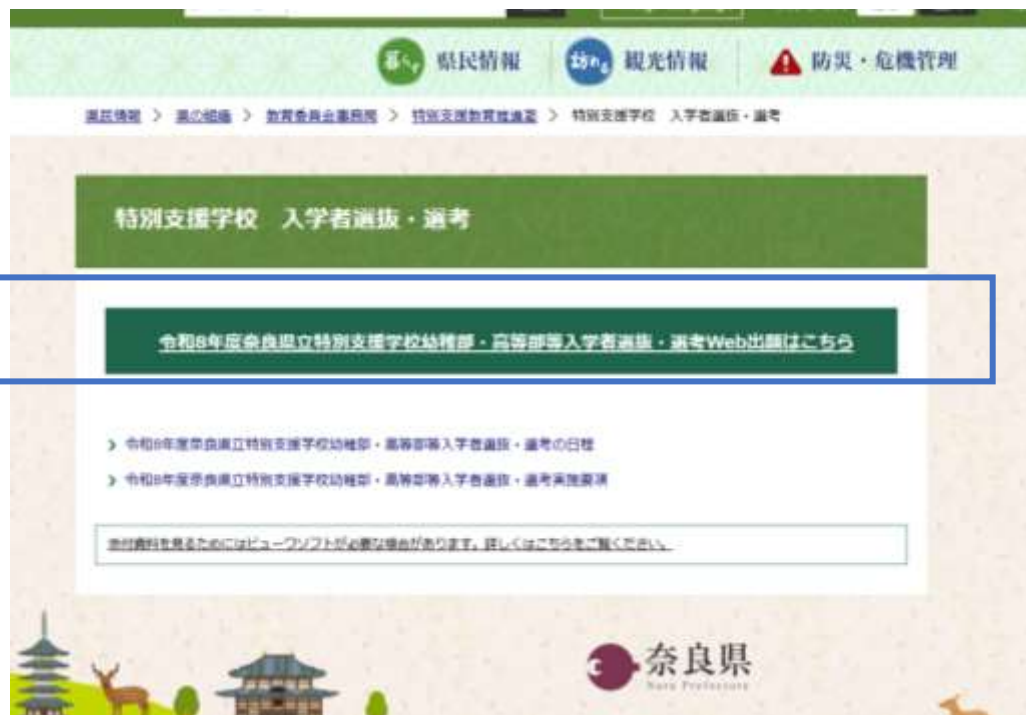 暮らす 県民情報 訪れる 観光情報 防災・危機管理
県民情報 > 県の組織 > 教育委員会事務局 > 特別支援教育推進室 > 特別支援学校 入学者選抜・選考
特別支援学校 入学者選抜・選考
令和8年度奈良県立特別支援学校幼稚部・高等部等入学者選抜・選考Web出願はこちら
令和8年度奈良県立特別支援学校幼稚部・高等部等入学者選抜・選考の日程
令和8年度奈良県立特別支援学校幼稚部・高等部等入学者選抜・選考実施要項
添付資料を見るためにはビューワソフトが必要な場合があります。詳しくはこちらをご覧ください。
奈良県
Nara Prefecture